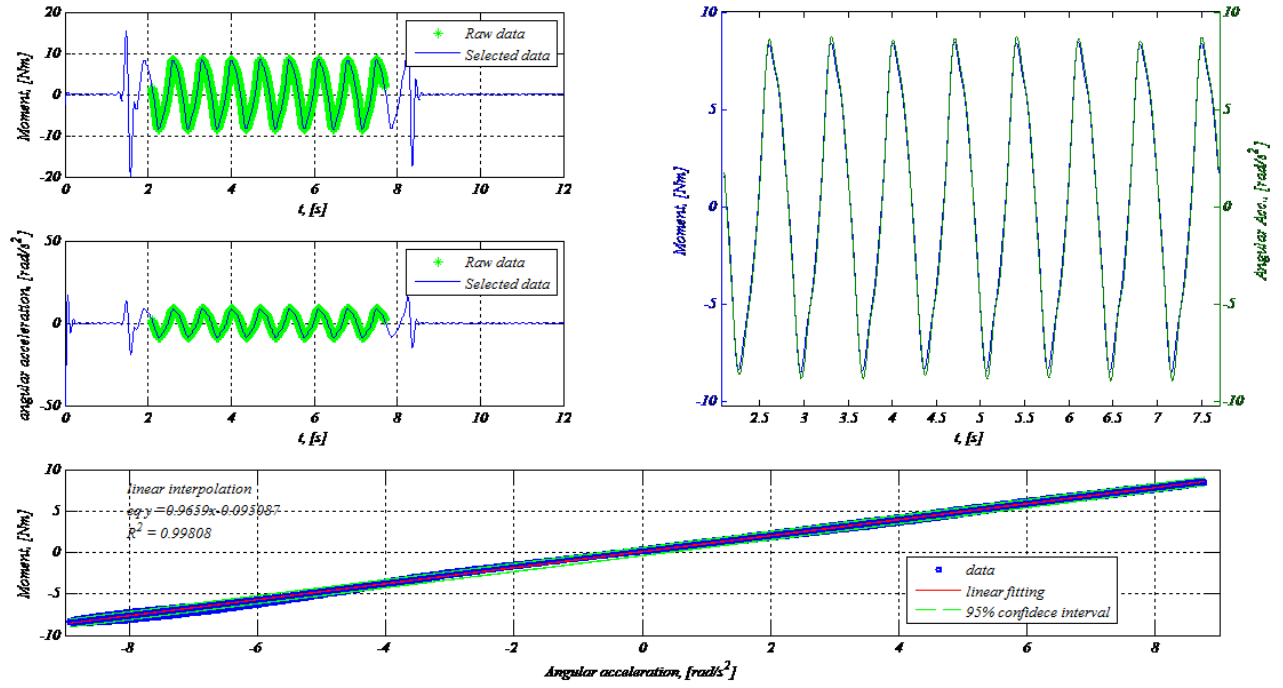 20
10
0
-10
20
Moment, [Nm]
Raw data
Selected data
0 2 4 6 8 10 12
t, [s]
50
0
-50
angular acceleration, [rad/s²]
Raw data
Selected data
0 2 4 6 8 10 12
t, [s]
10
5
0
-5
-10
Moment, [Nm]
10
5
0
-5
-10
Angular Acc., [rad/s²]
2.5 3 3.5 4 4.5 5 5.5 6 6.5 7 7.5
t, [s]
10
5
0
-5
-10
Moment, [Nm]
linear interpolation
eq y =0.9659x-0.095087
R² = 0.99808
data
linear fitting
95% confidece interval
-8 -6 -4 -2 0 2 4 6 8
Angular acceleration, [rad/s²]